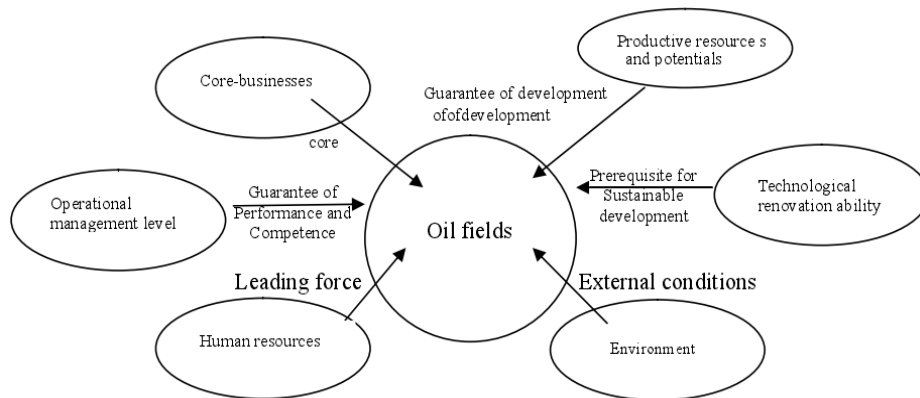 Productive resource s
and potentials
Core-businesses
Guarantee of development
ofofdevelopment
core
Operational
management level
Guarantee of
Performance and
Competence
Oil fields
Prerequisite for
Sustainable
development
Technological
renovation ability
Leading force
External conditions
Human resources
Environment